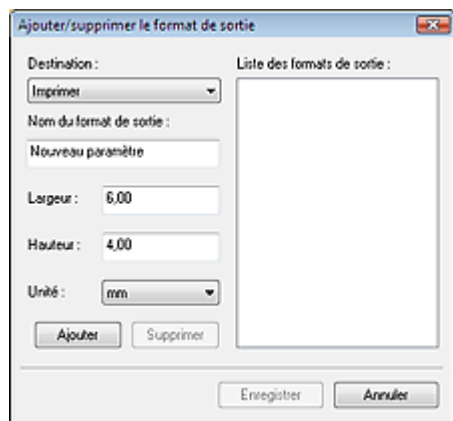 Ajouter/supprimer le format de sortie
Destination :
Liste des formats de sortie :
Imprimer
Nom du format de sortie :
Nouveau paramètre
Largeur :
6,00
Hauteur :
4,00
Unité :
mm
Ajouter
Supprimer
Enregistrer
Annuler